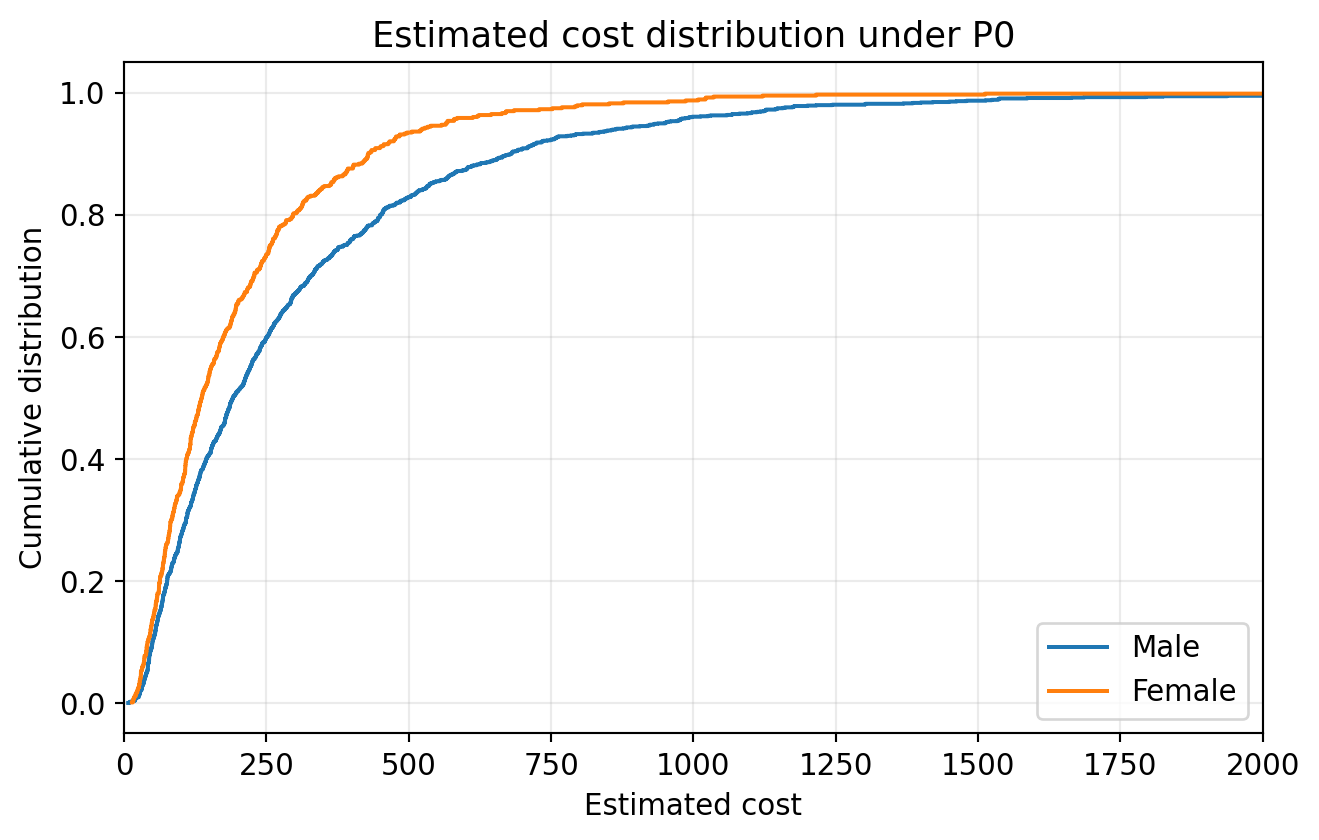 Estimated cost distribution under P0
Cumulative distribution
1.0
0.8
0.6
0.4
0.2
0.0
Male
Female
0 250 500 750 1000 1250 1500 1750 2000
Estimated cost